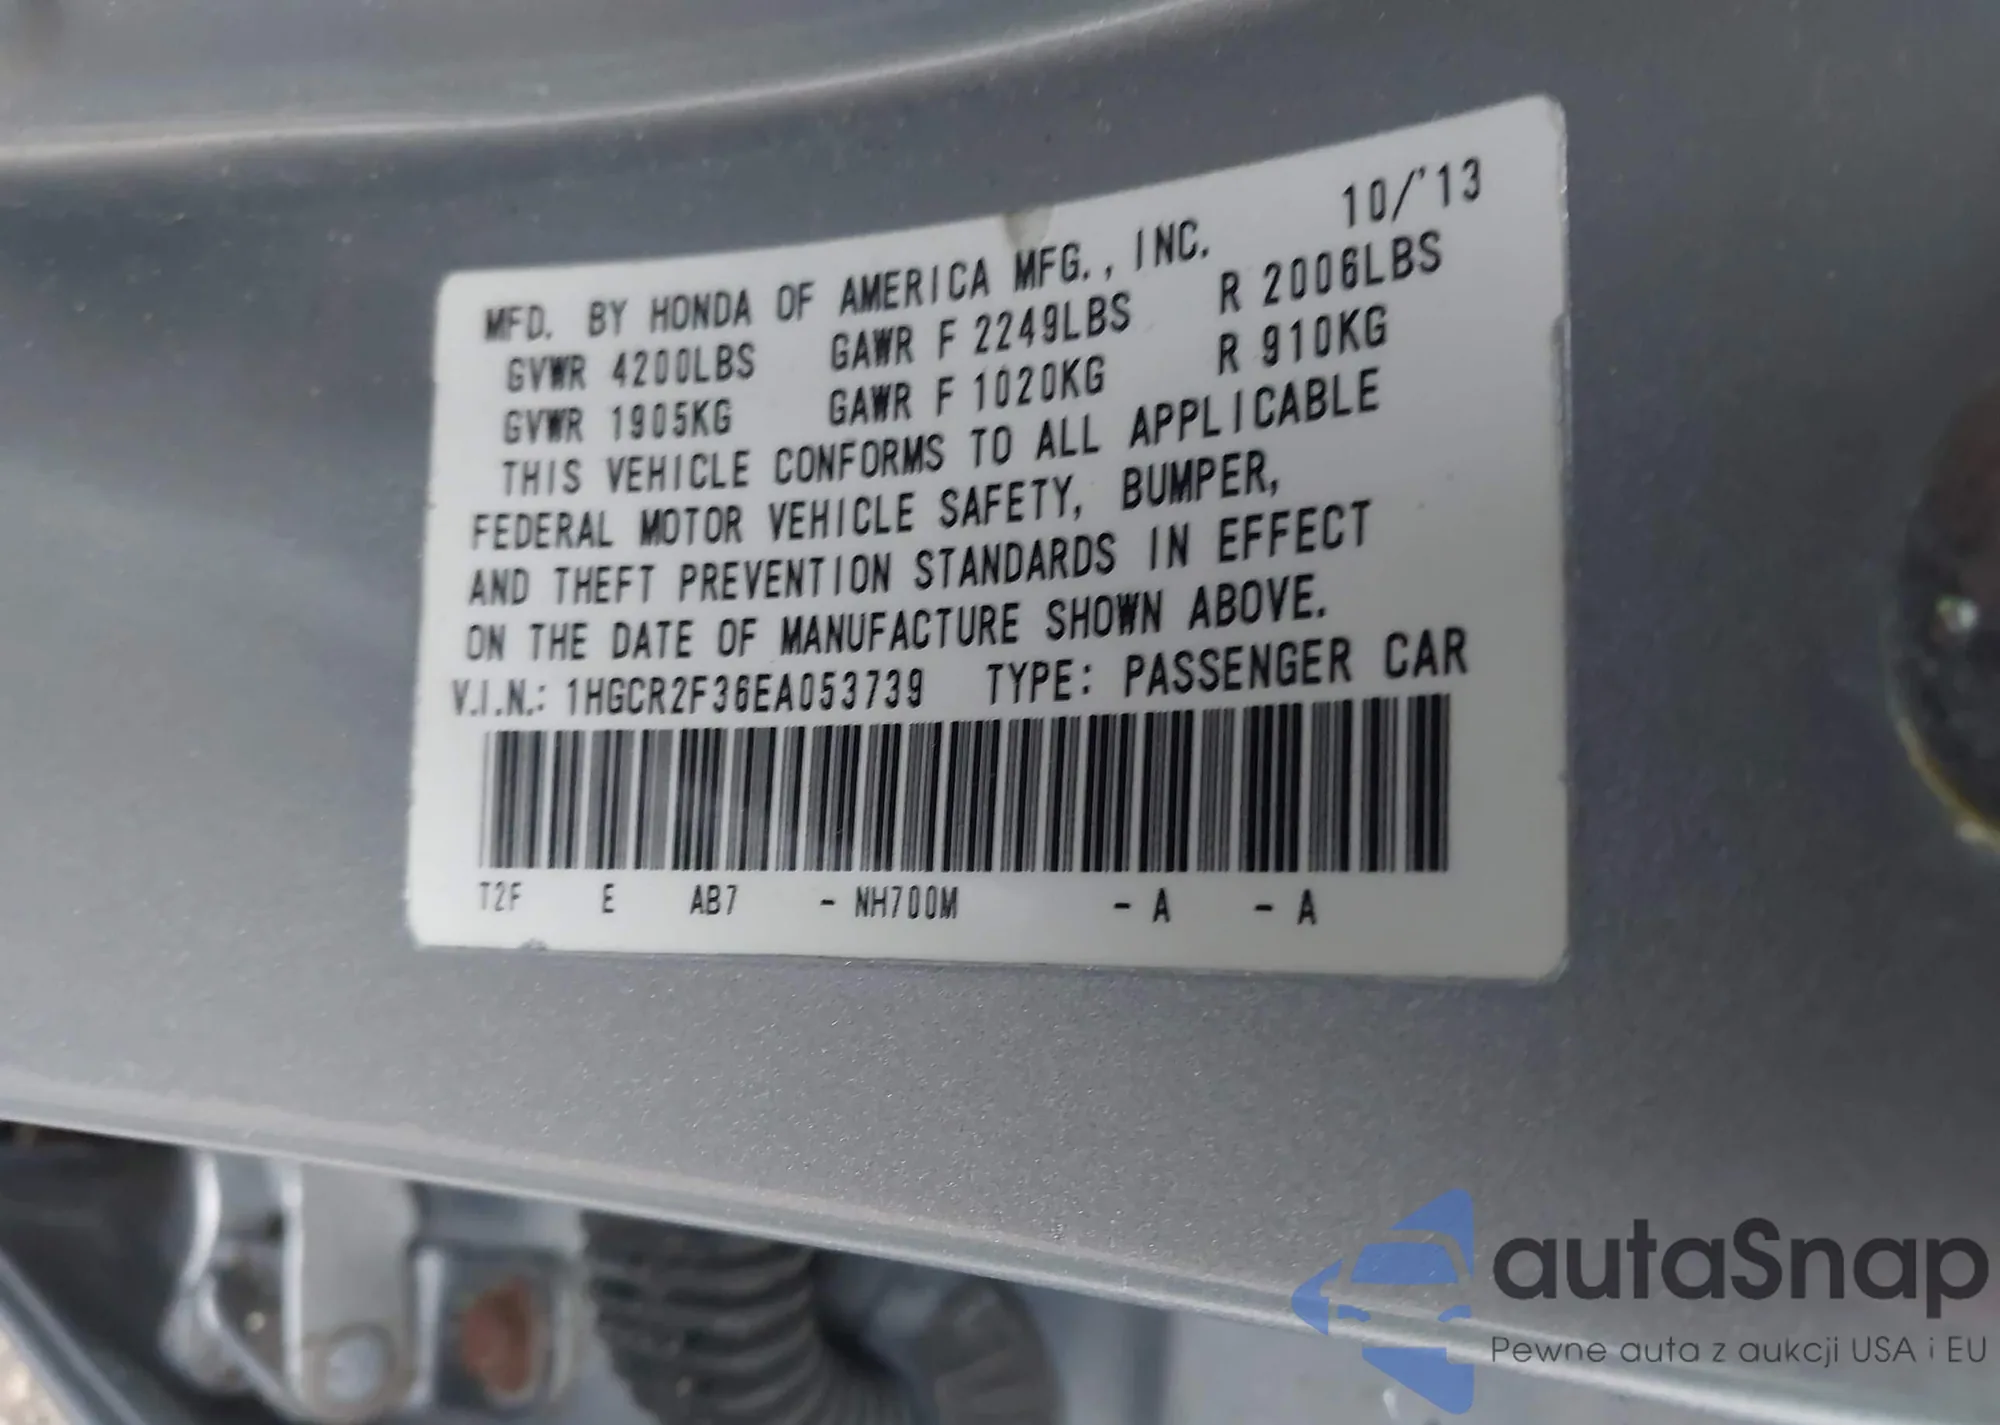 10/'13
MFD. BY HONDA OF AMERICA MFG., INC.
GVWR 4200LBS GAWR F 2249LBS R 2006LBS
GVWR 1905KG GAWR F 1020KG R 910KG
THIS VEHICLE CONFORMS TO ALL APPLICABLE
FEDERAL MOTOR VEHICLE SAFETY, BUMPER,
AND THEFT PREVENTION STANDARDS IN EFFECT
ON THE DATE OF MANUFACTURE SHOWN ABOVE.
V.I.N.: 1HGCR2F36EA053739 TYPE: PASSENGER CAR
T2F E AB7 - NH700M - A - A
autaSnap
Pewne auta z aukcji USA i EU